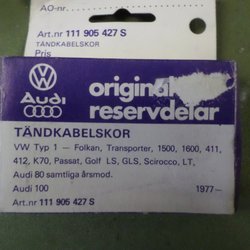 AO-nr.
Art.nr 111 905 427 S
TÄNDKABELSKOR
Pris
Audi
original
reservdelar
TÄNDKABELSKOR
VW Typ 1 — Folkan, Transporter, 1500, 1600, 411,
412, K70, Passat, Golf LS, GLS, Scirocco, LT,
Audi 80 samtliga årsmod.
Audi 100 1977—
Art.nr 111 905 427 S